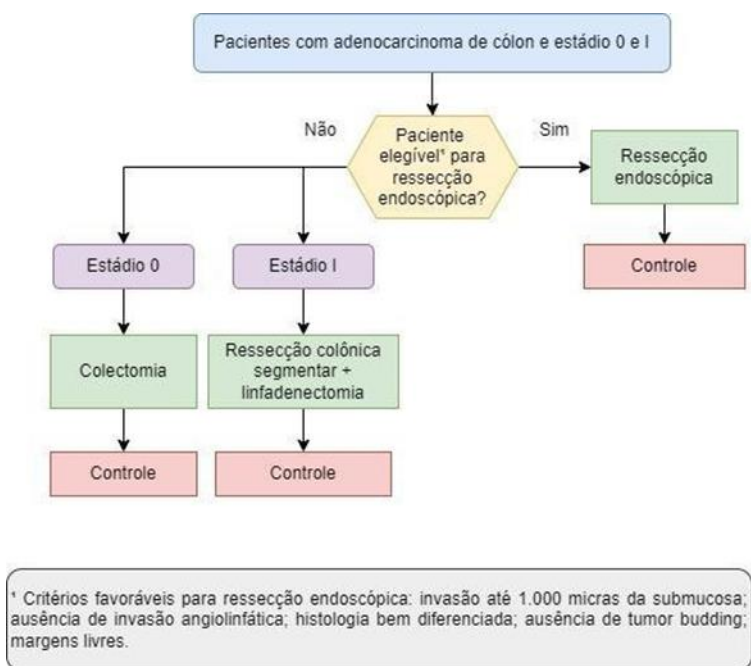 Pacientes com adenocarcinoma de cólon e estádio 0 e I
Não
Paciente
elegível¹ para
ressecção
endoscópica?
Sim
Ressecção
endoscópica
Estádio 0
Estádio I
Controle
Colectomia
Ressecção colônica
segmentar +
linfadenectomia
Controle
Controle
¹ Critérios favoráveis para ressecção endoscópica: invasão até 1.000 micras da submucosa;
ausência de invasão angiolinfática; histologia bem diferenciada; ausência de tumor budding;
margens livres.